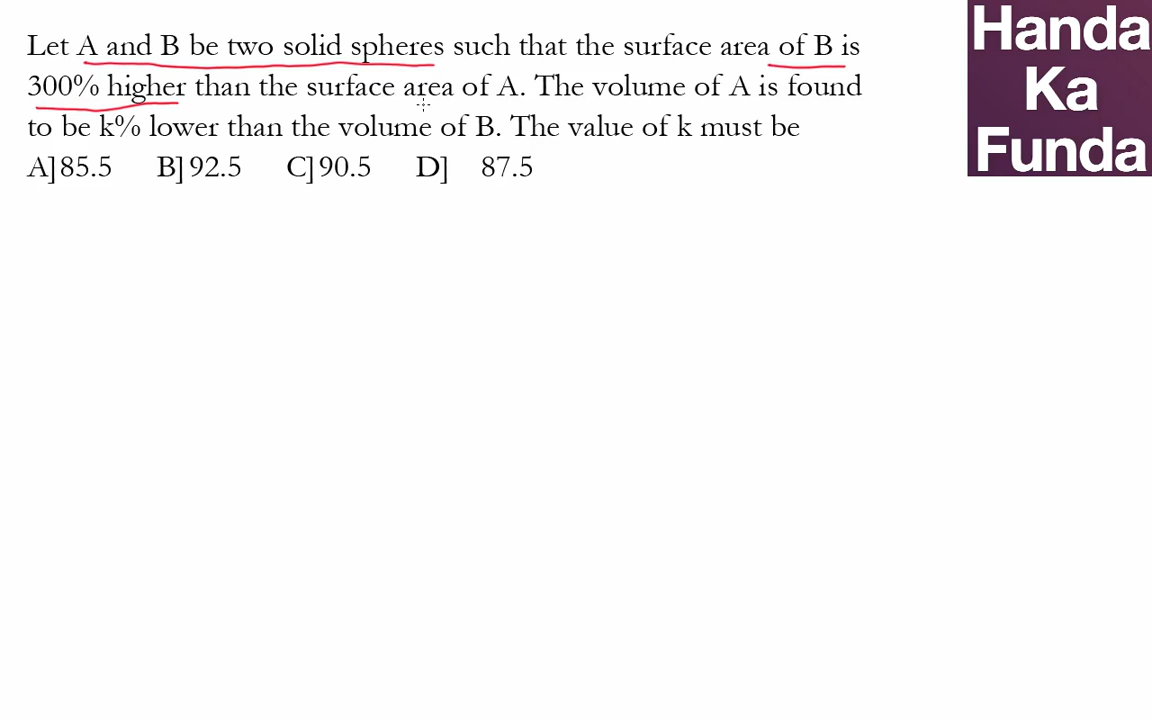 Let A and B be two solid spheres such that the surface area of B is
300% higher than the surface area of A. The volume of A is found
to be k% lower than the volume of B. The value of k must be
A]85.5 B]92.5 C]90.5 D] 87.5
Handa
Ka
Funda